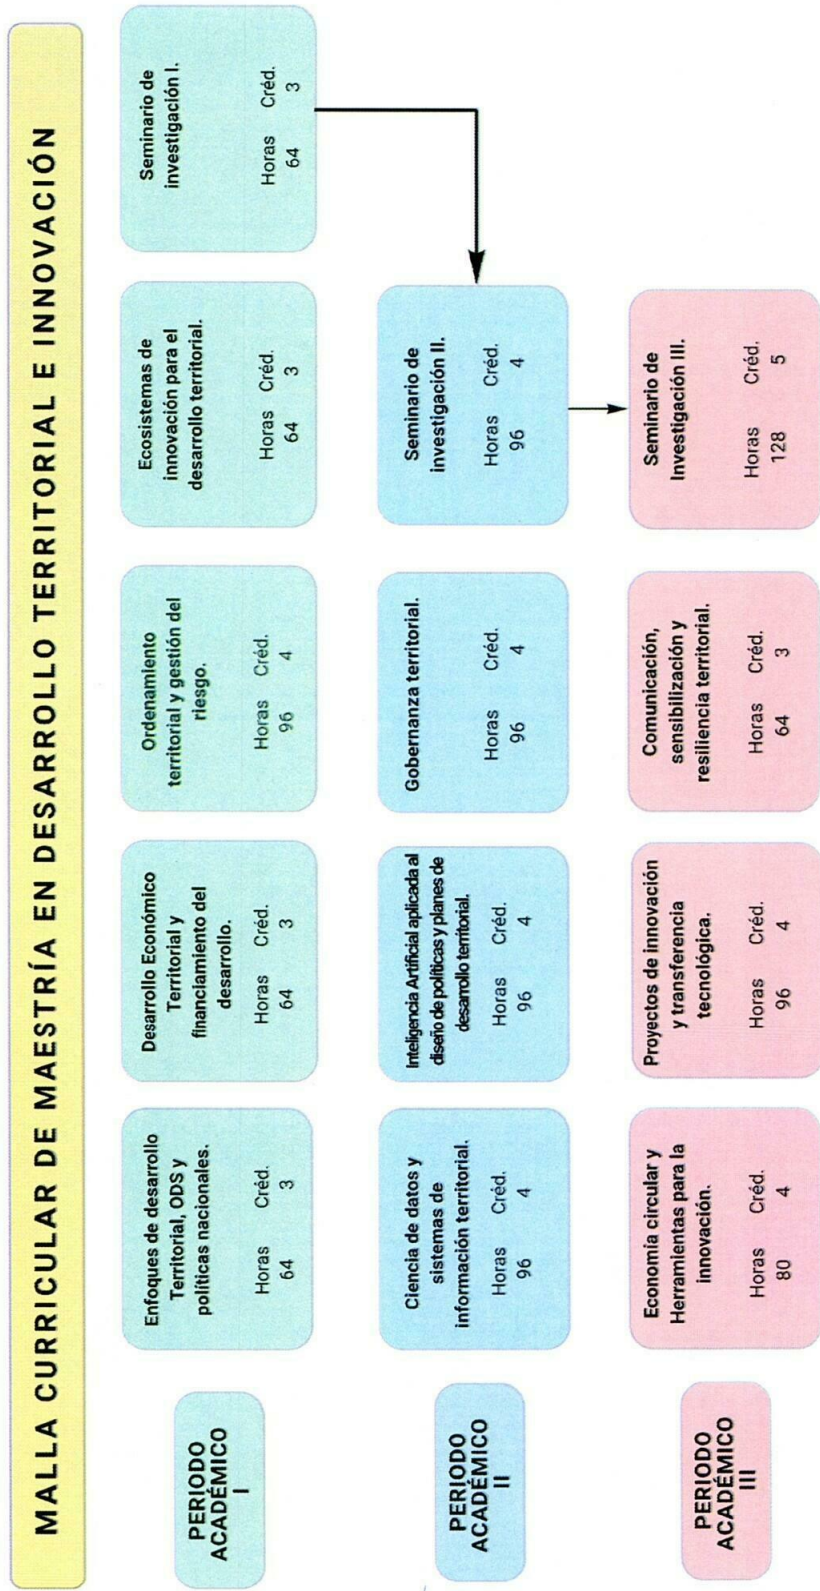 MALLA CURRICULAR DE MAESTRÍA EN DESARROLLO TERRITORIAL E INNOVACIÓN
PERIODO
ACADÉMICO
I
Enfoques de desarrollo
Territorial, ODS y
políticas nacionales.
Horas Créd.
64 3
Desarrollo Económico
Territorial y
financiamiento del
desarrollo.
Horas Créd.
64 3
Ordenamiento
territorial y gestión del
riesgo.
Horas Créd.
96 4
Ecosistemas de
innovación para el
desarrollo territorial.
Horas Créd.
64 3
Seminario de
investigación I.
Horas Créd.
64 3
PERIODO
ACADÉMICO
II
Ciencia de datos y
sistemas de
información territorial.
Horas Créd.
96 4
Inteligencia Artificial aplicada al
diseño de políticas y planes de
desarrollo territorial.
Horas Créd.
96 4
Gobernanza territorial.
Horas Créd.
96 4
Seminario de
investigación II.
Horas Créd.
96 4
PERIODO
ACADÉMICO
III
Economía circular y
Herramientas para la
innovación.
Horas Créd.
80 4
Proyectos de innovación
y transferencia
tecnológica.
Horas Créd.
96 4
Comunicación,
sensibilización y
resiliencia territorial.
Horas Créd.
64 3
Seminario de
Investigación III.
Horas Créd.
128 5